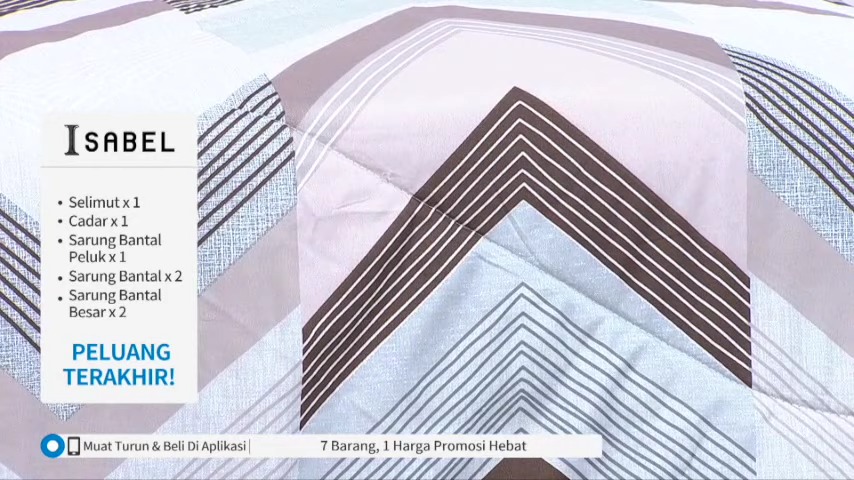 ISABEL
• Selimut x 1
• Cadar x 1
• Sarung Bantal
Peluk x 1
• Sarung Bantal x 2
• Sarung Bantal
Besar x 2
PELUANG
TERAKHIR!
Muat Turun & Beli Di Aplikasi
7 Barang, 1 Harga Promosi Hebat